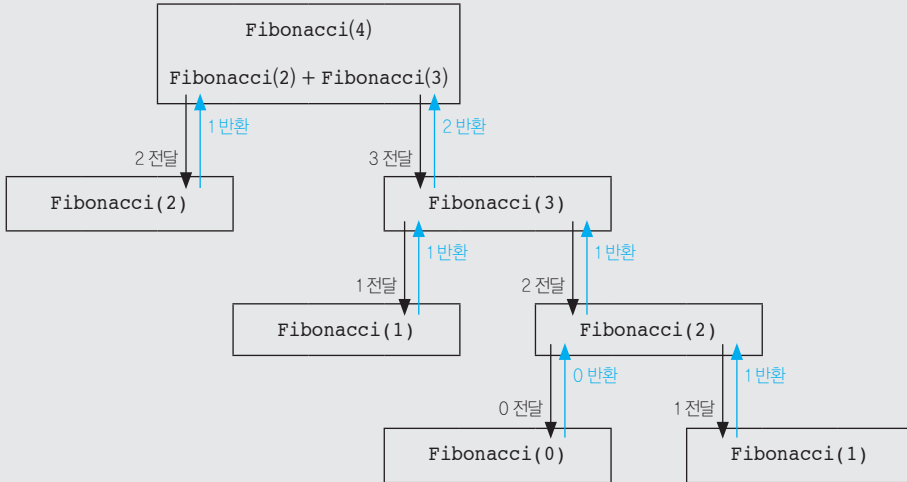 Fibonacci(4)
Fibonacci(2) + Fibonacci(3)
1 반환
2 반환
2 전달
3 전달
Fibonacci(2)
Fibonacci(3)
1 반환
1 반환
1 전달
2 전달
Fibonacci(1)
Fibonacci(2)
0 반환
1 반환
0 전달
1 전달
Fibonacci(0)
Fibonacci(1)